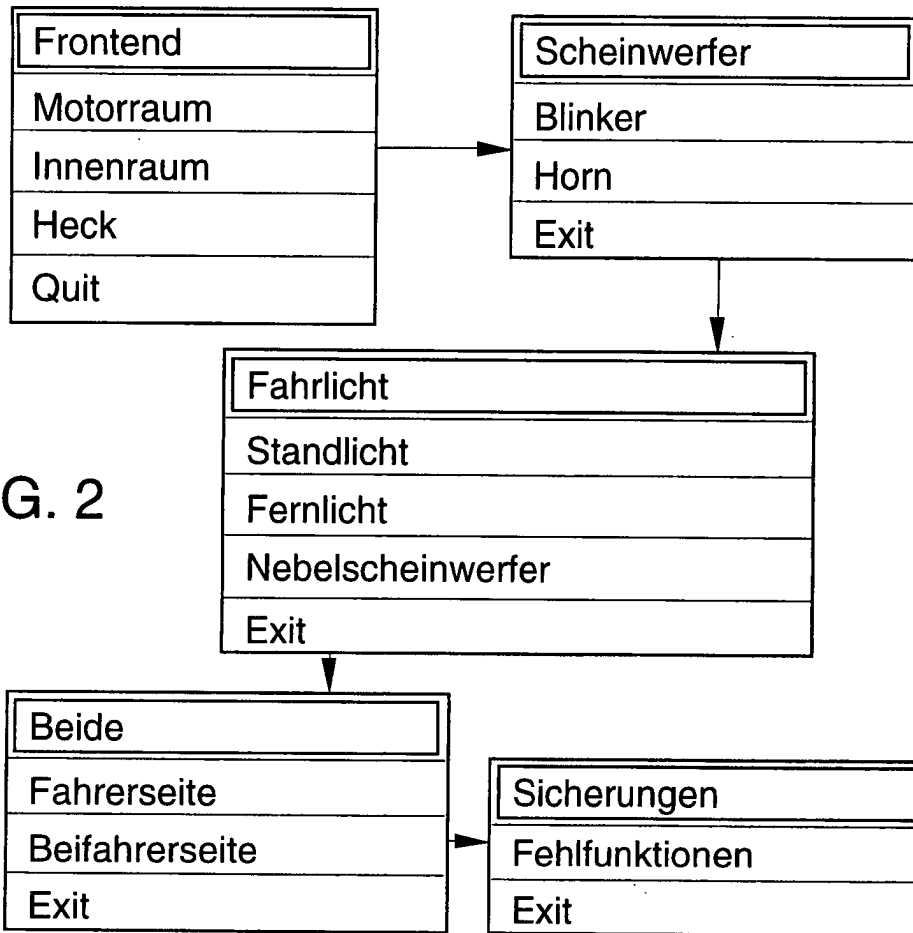 Frontend
Motorraum
Innenraum
Heck
Quit
Scheinwerfer
Blinker
Horn
Exit
Fahrlicht
Standlicht
Fernlicht
Nebelscheinwerfer
Exit
G. 2
Beide
Fahrerseite
Beifahrerseite
Exit
Sicherungen
Fehlfunktionen
Exit